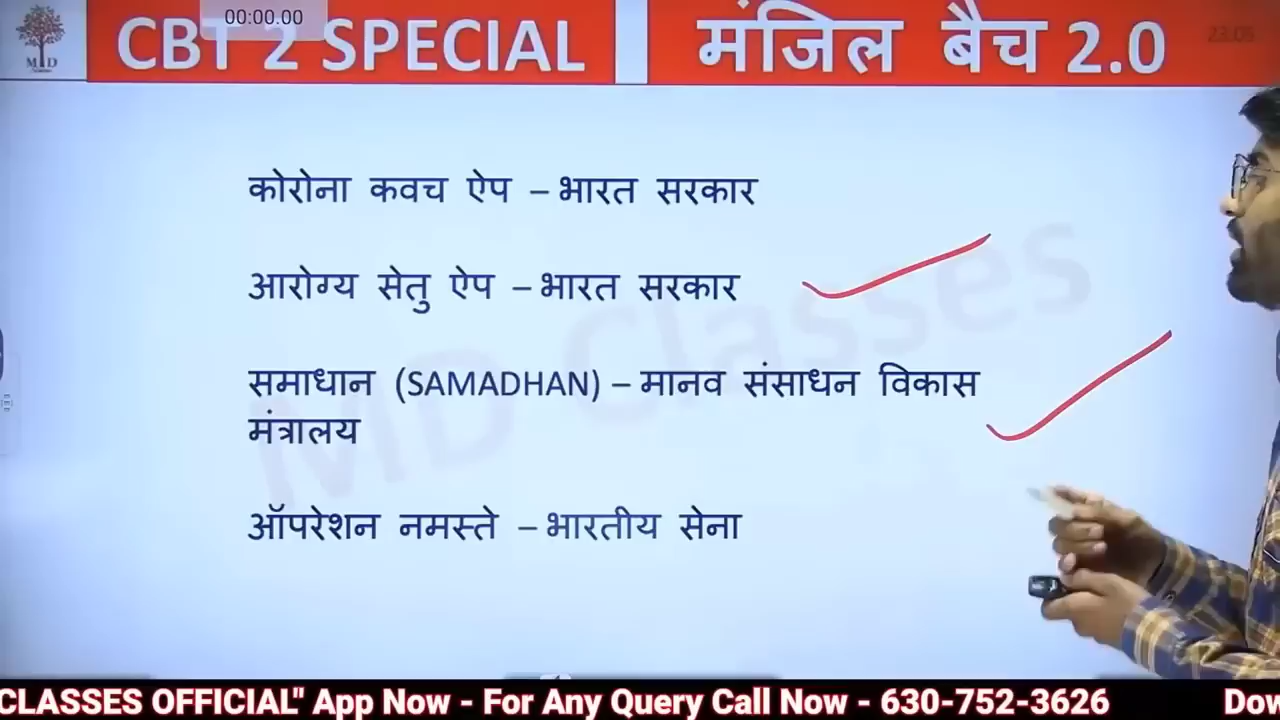 00:00.00
CBT 2 SPECIAL
मंजिल बैच 2.0
23.05
कोरोना कवच ऐप – भारत सरकार
आरोग्य सेतु ऐप – भारत सरकार
समाधान (SAMADHAN) – मानव संसाधन विकास
मंत्रालय
ऑपरेशन नमस्ते – भारतीय सेना
MD Classes
CLASSES OFFICIAL" App Now - For Any Query Call Now - 630-752-3626